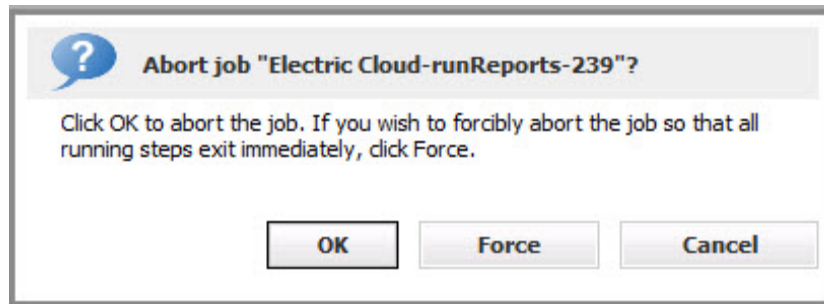 Abort job "Electric Cloud-runReports-239"?
Click OK to abort the job. If you wish to forcibly abort the job so that all
running steps exit immediately, click Force.
OK Force Cancel